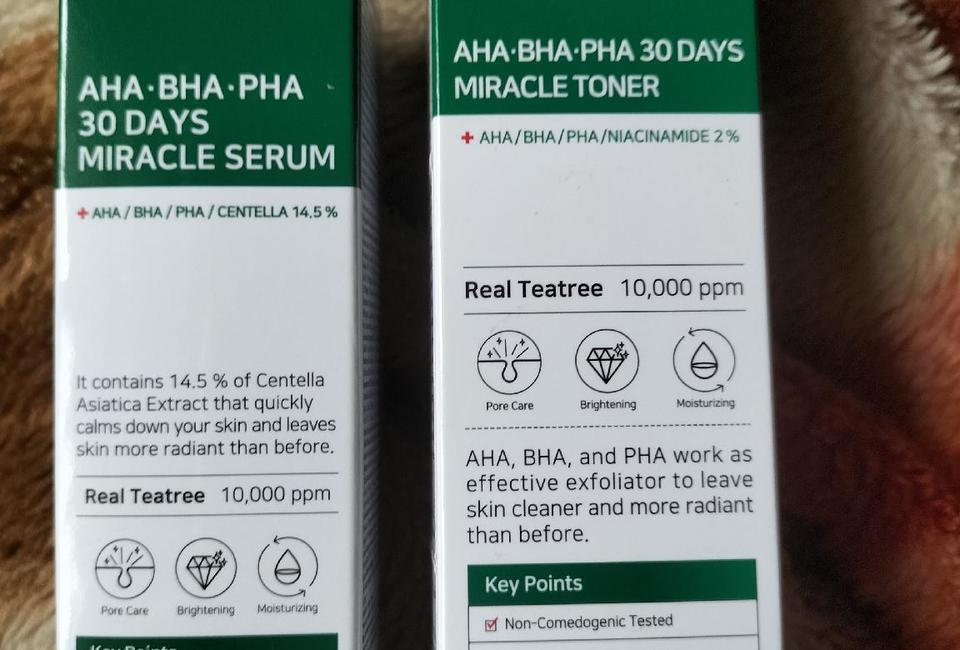 AHA·BHA·PHA
30 DAYS
MIRACLE SERUM
+ AHA / BHA / PHA / CENTELLA 14.5 %
It contains 14.5 % of Centella
Asiatica Extract that quickly
calms down your skin and leaves
skin more radiant than before.
Real Teatree 10,000 ppm
Pore Care Brightening Moisturizing
Key Points
AHA·BHA·PHA 30 DAYS
MIRACLE TONER
+ AHA / BHA / PHA / NIACINAMIDE 2 %
Real Teatree 10,000 ppm
Pore Care Brightening Moisturizing
AHA, BHA, and PHA work as
effective exfoliator to leave
skin cleaner and more radiant
than before.
Key Points
Non-Comedogenic Tested